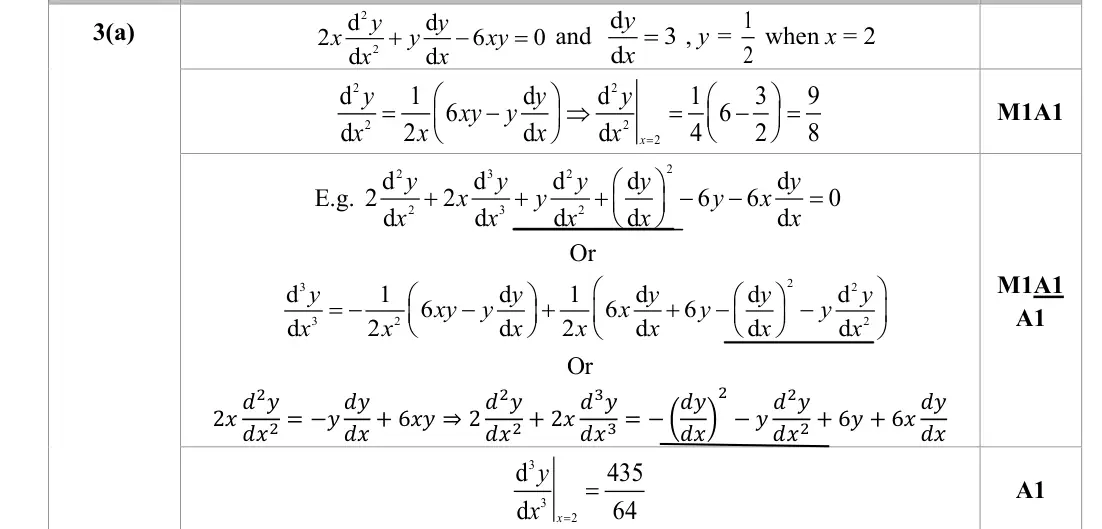 3(a)
2x d²y/dx² + y dy/dx − 6xy = 0 and dy/dx = 3 , y = 1/2 when x = 2
d²y/dx² = 1/2x (6xy − y dy/dx) ⇒ d²y/dx²|ₓ₌₂ = 1/4 (6 − 3/2) = 9/8
M1A1
E.g. 2 d²y/dx² + 2x d³y/dx³ + y d²y/dx² + (dy/dx)² − 6y − 6x dy/dx = 0
Or
d³y/dx³ = − 1/2x² (6xy − y dy/dx) + 1/2x (6x dy/dx + 6y − (dy/dx)² − y d²y/dx²)
M1A1
A1
Or
2x d²y/dx² = −y dy/dx + 6xy ⇒ 2 d²y/dx² + 2x d³y/dx³ = − (dy/dx)² − y d²y/dx² + 6y + 6x dy/dx
d³y/dx³|ₓ₌₂ = 435/64
A1